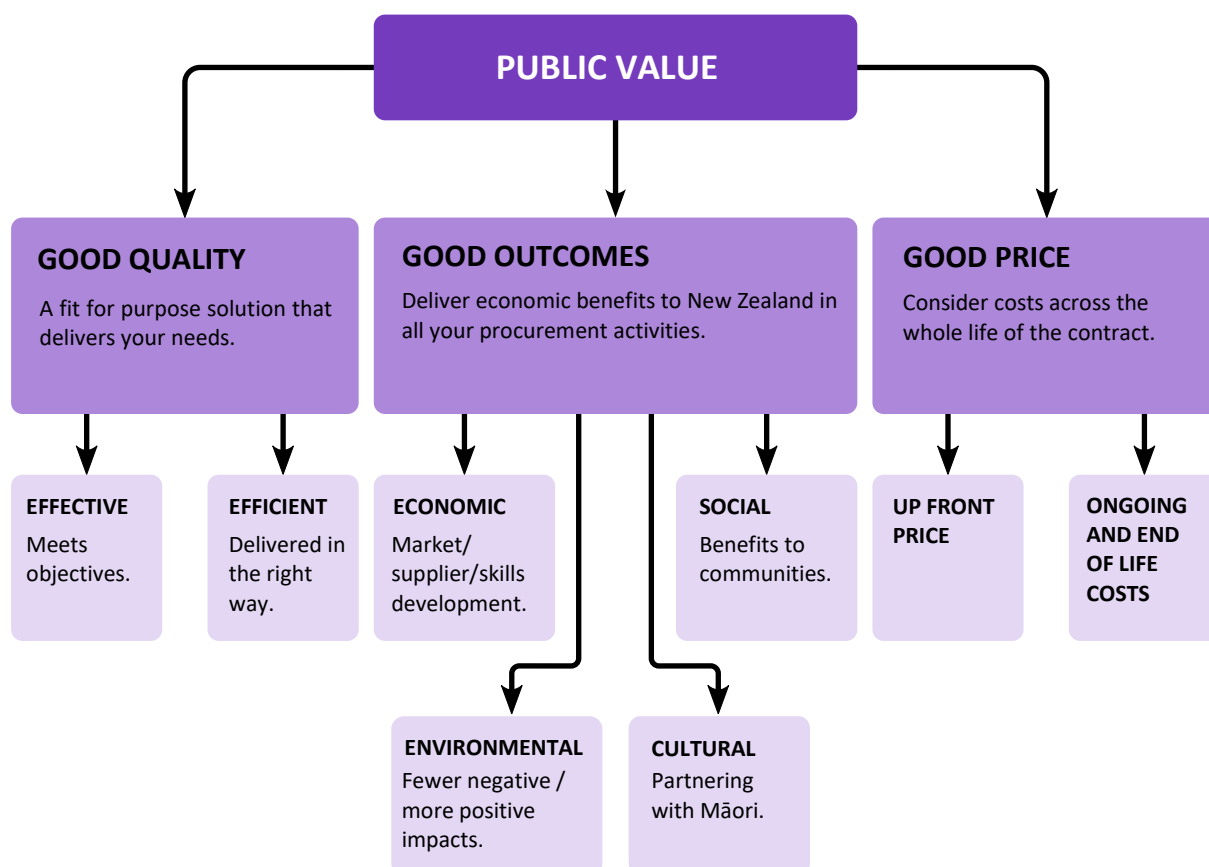 PUBLIC VALUE
GOOD QUALITY
A fit for purpose solution that
delivers your needs.
GOOD OUTCOMES
Deliver economic benefits to New Zealand in
all your procurement activities.
GOOD PRICE
Consider costs across the
whole life of the contract.
EFFECTIVE
Meets
objectives.
EFFICIENT
Delivered in
the right
way.
ECONOMIC
Market/
supplier/skills
development.
SOCIAL
Benefits to
communities.
UP FRONT
PRICE
ONGOING
AND END
OF LIFE
COSTS
ENVIRONMENTAL
Fewer negative /
more positive
impacts.
CULTURAL
Partnering
with Māori.